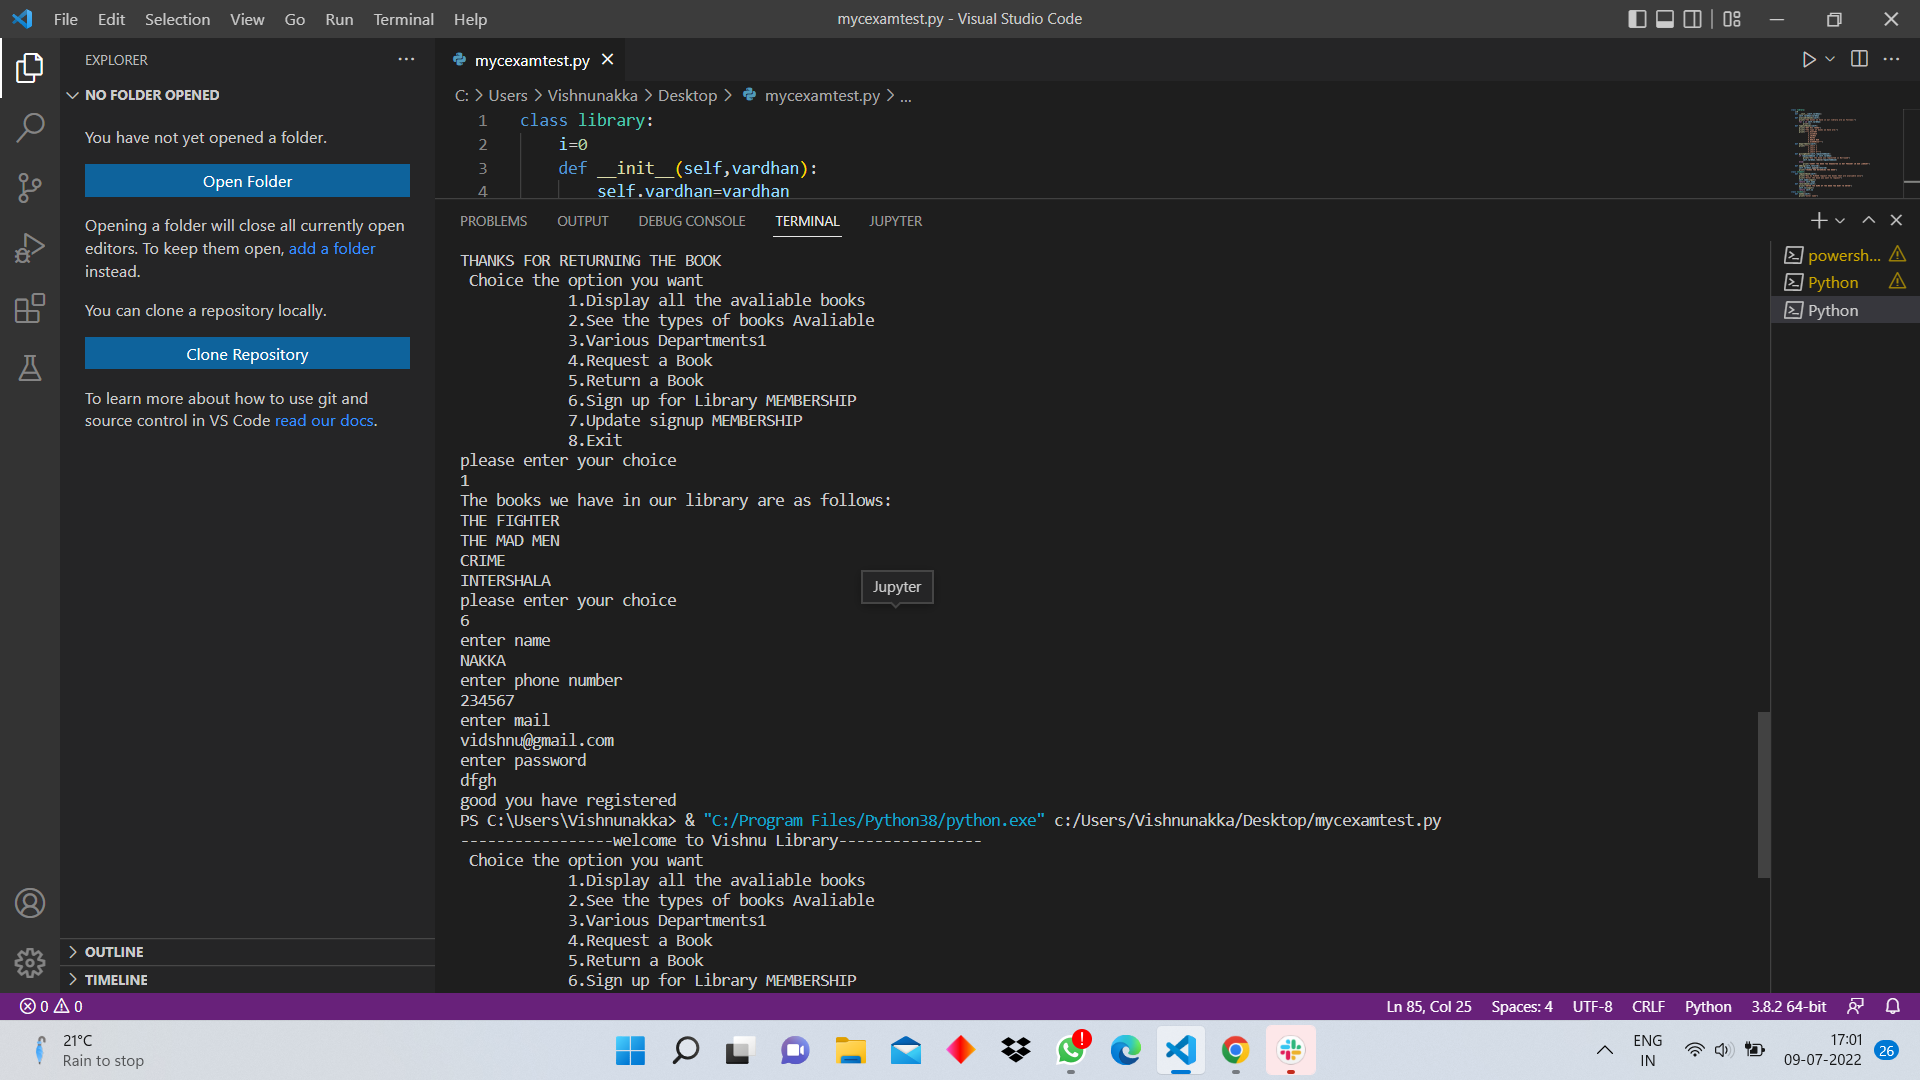 File Edit Selection View Go Run Terminal Help
mycexamtest.py - Visual Studio Code
EXPLORER
NO FOLDER OPENED
You have not yet opened a folder.
Open Folder
Opening a folder will close all currently open
editors. To keep them open, add a folder
instead.
You can clone a repository locally.
Clone Repository
To learn more about how to use git and
source control in VS Code read our docs.
OUTLINE
TIMELINE
mycexamtest.py
C: > Users > Vishnunakka > Desktop > mycexamtest.py > ...
1 class library:
2 i=0
3 def __init__(self,vardhan):
4 self.vardhan=vardhan
PROBLEMS OUTPUT DEBUG CONSOLE TERMINAL JUPYTER
THANKS FOR RETURNING THE BOOK
Choice the option you want
1.Display all the avaliable books
2.See the types of books Avaliable
3.Various Departments1
4.Request a Book
5.Return a Book
6.Sign up for Library MEMBERSHIP
7.Update signup MEMBERSHIP
8.Exit
please enter your choice
1
The books we have in our library are as follows:
THE FIGHTER
THE MAD MEN
CRIME
INTERSHALA
please enter your choice
6
enter name
NAKKA
enter phone number
234567
enter mail
vidshnu@gmail.com
enter password
dfgh
good you have registered
PS C:\Users\Vishnunakka> & "C:/Program Files/Python38/python.exe" c:/Users/Vishnunakka/Desktop/mycexamtest.py
-----------------welcome to Vishnu Library----------------
Choice the option you want
1.Display all the avaliable books
2.See the types of books Avaliable
3.Various Departments1
4.Request a Book
5.Return a Book
6.Sign up for Library MEMBERSHIP
Jupyter
powersh...
Python
Python
0 0
Ln 85, Col 25 Spaces: 4 UTF-8 CRLF Python 3.8.2 64-bit
21°C
Rain to stop
ENG
IN
17:01
09-07-2022
26